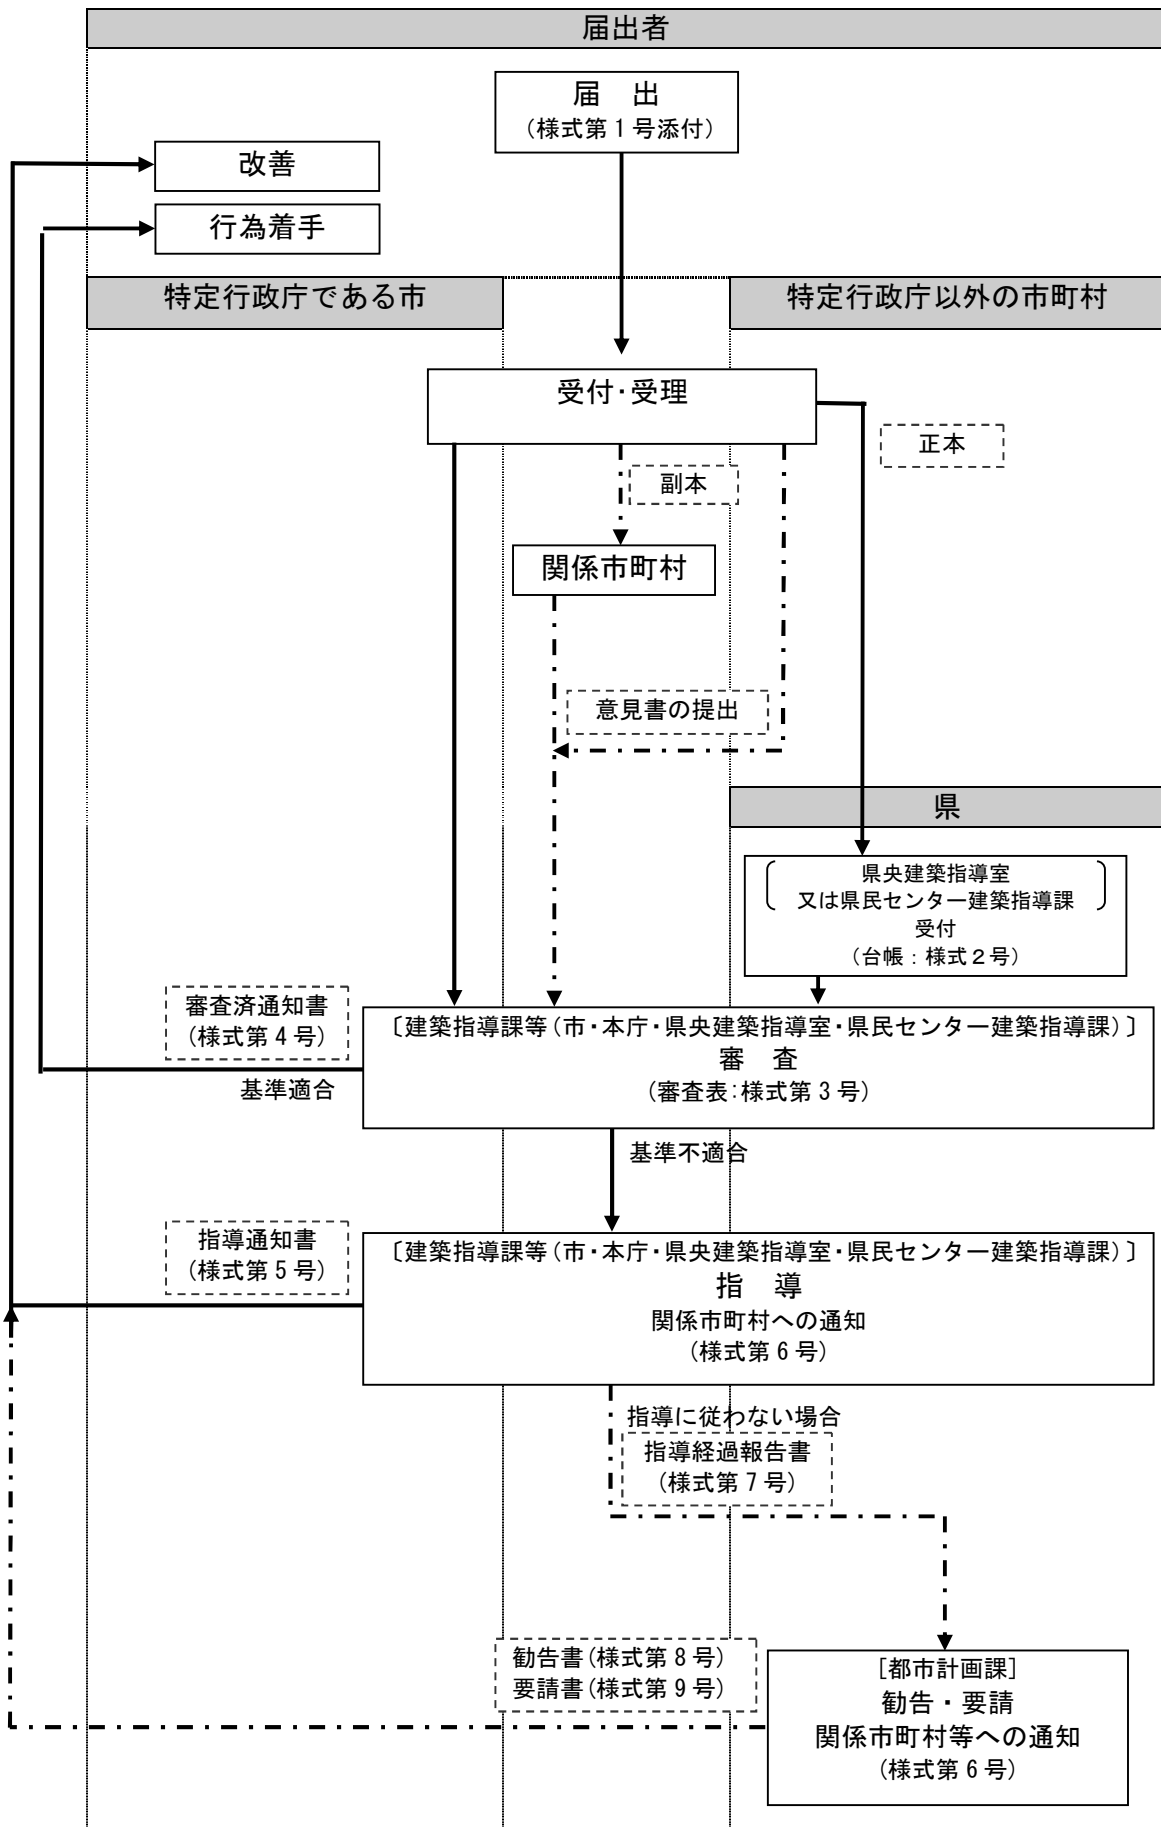 届出者
届　出
（様式第１号添付）
改善
行為着手
特定行政庁である市
特定行政庁以外の市町村
受付・受理
正本
副本
関係市町村
意見書の提出
県
県央建築指導室
又は県民センター建築指導課
受付
（台帳：様式２号）
審査済通知書
（様式第４号）
〔建築指導課等（市・本庁・県央建築指導室・県民センター建築指導課）〕
審　査
（審査表：様式第３号）
基準適合
基準不適合
指導通知書
（様式第５号）
〔建築指導課等（市・本庁・県央建築指導室・県民センター建築指導課）〕
指　導
関係市町村への通知
（様式第６号）
指導に従わない場合
指導経過報告書
（様式第７号）
勧告書（様式第８号）
要請書（様式第９号）
［都市計画課］
勧告・要請
関係市町村等への通知
（様式第６号）